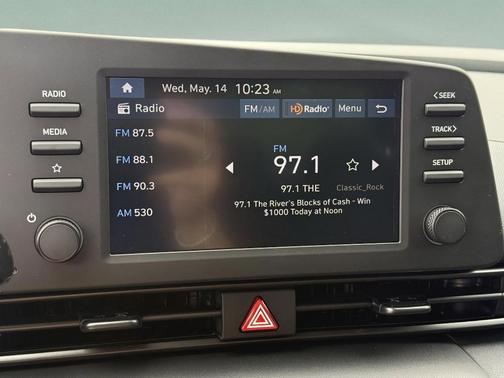 Wed, May. 14 10:23 AM
RADIO
Radio
FM/AM
HD Radio
Menu
< SEEK
FM 87.5
FM
MEDIA
TRACK >
FM 88.1
97.1
SETUP
FM 90.3
97.1 THE
Classic_Rock
97.1 The River's Blocks of Cash - Win
$1000 Today at Noon
AM 530